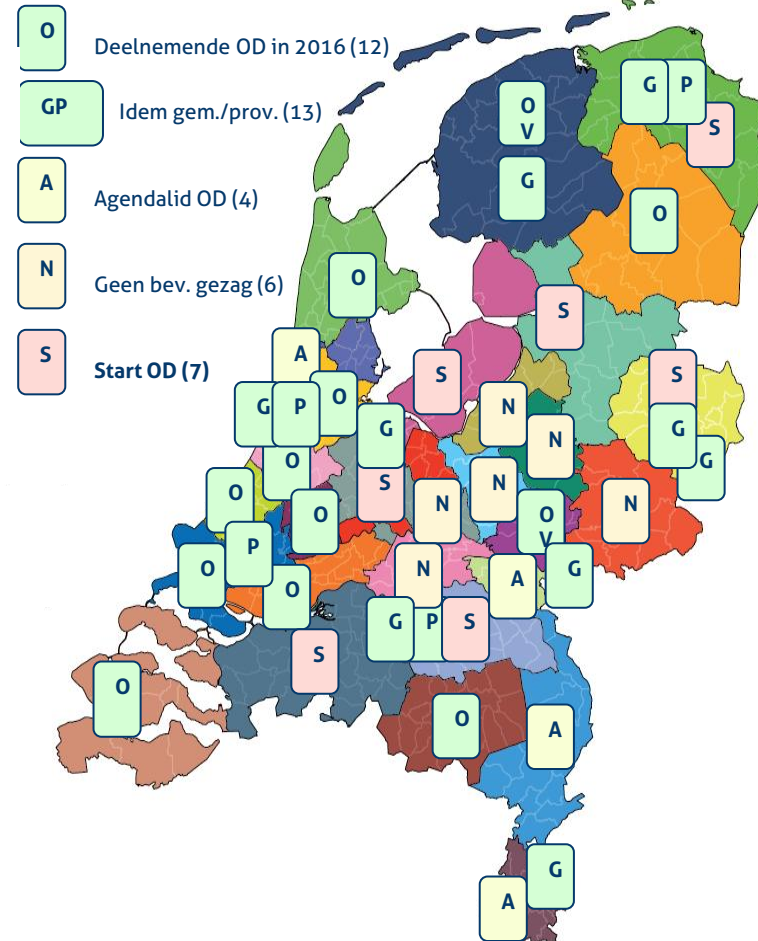 O
Deelnemende OD in 2016 (12)
GP
Idem gem./prov. (13)
A
Agendalid OD (4)
N
Geen bev. gezag (6)
S
Start OD (7)
O
V
G
G
P
S
O
O
S
A
S
S
G
P
O
G
N
G
N
G
O
S
N
N
N
O
O
O
V
P
O
N
A
G
O
G
P
S
S
O
O
A
G
A